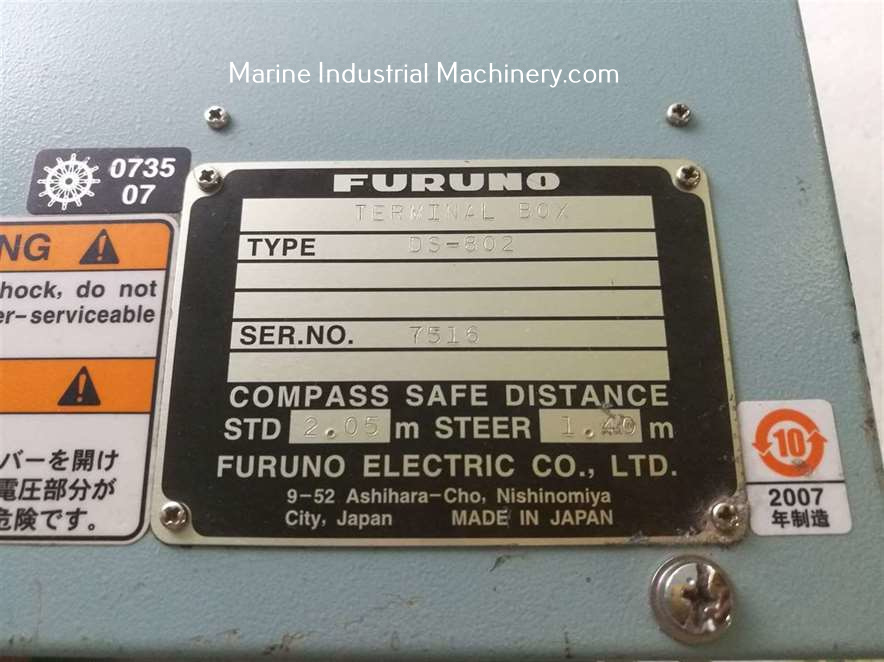 Marine Industrial Machinery.com
0735
07
FURUNO
TERMINAL BOX
TYPE DS-802
SER.NO. 7516
COMPASS SAFE DISTANCE
STD 2.05 m STEER 1.40 m
FURUNO ELECTRIC CO., LTD.
9-52 Ashihara-Cho, Nishinomiya
City, Japan MADE IN JAPAN
NG
hock, do not
er-serviceable
バーを開け
電圧部分が
危険です。
10
2007
年制造